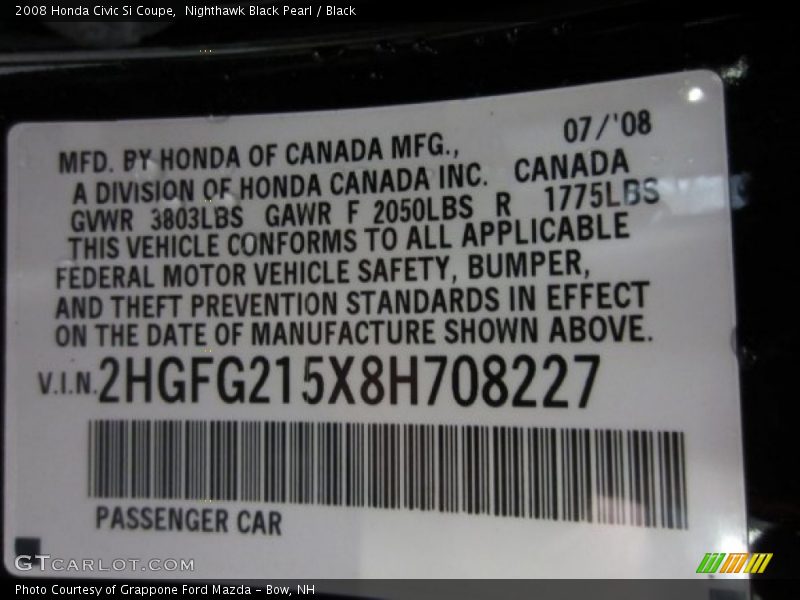 2008 Honda Civic Si Coupe,  Nighthawk Black Pearl / Black
07/'08
MFD. BY HONDA OF CANADA MFG.,
A DIVISION OF HONDA CANADA INC.  CANADA
GVWR 3803LBS GAWR F 2050LBS R 1775LBS
THIS VEHICLE CONFORMS TO ALL APPLICABLE
FEDERAL MOTOR VEHICLE SAFETY, BUMPER,
AND THEFT PREVENTION STANDARDS IN EFFECT
ON THE DATE OF MANUFACTURE SHOWN ABOVE.
V.I.N. 2HGFG215X8H708227
PASSENGER CAR
GTCARLOT.COM
Photo Courtesy of Grappone Ford Mazda - Bow, NH